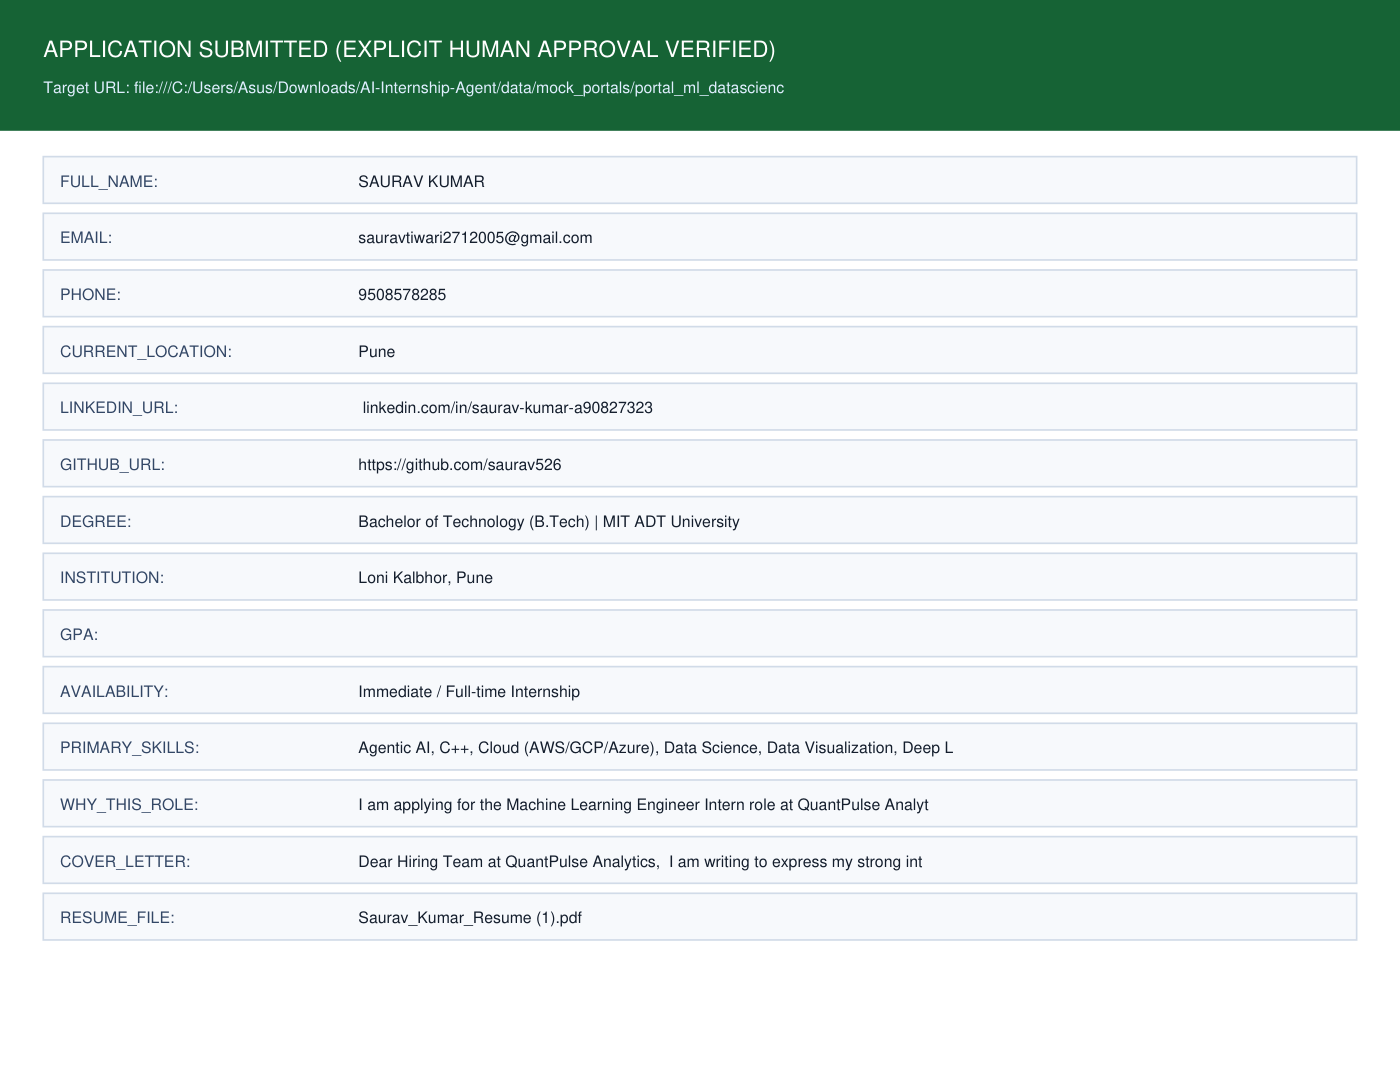 APPLICATION SUBMITTED (EXPLICIT HUMAN APPROVAL VERIFIED)
Target URL: file:///C:/Users/Asus/Downloads/AI-Internship-Agent/data/mock_portals/portal_ml_datascienc
FULL_NAME: SAURAV KUMAR
EMAIL: sauravtiwari2712005@gmail.com
PHONE: 9508578285
CURRENT_LOCATION: Pune
LINKEDIN_URL: linkedin.com/in/saurav-kumar-a90827323
GITHUB_URL: https://github.com/saurav526
DEGREE: Bachelor of Technology (B.Tech) | MIT ADT University
INSTITUTION: Loni Kalbhor, Pune
GPA:
AVAILABILITY: Immediate / Full-time Internship
PRIMARY_SKILLS: Agentic AI, C++, Cloud (AWS/GCP/Azure), Data Science, Data Visualization, Deep L
WHY_THIS_ROLE: I am applying for the Machine Learning Engineer Intern role at QuantPulse Analyt
COVER_LETTER: Dear Hiring Team at QuantPulse Analytics,  I am writing to express my strong int
RESUME_FILE: Saurav_Kumar_Resume (1).pdf